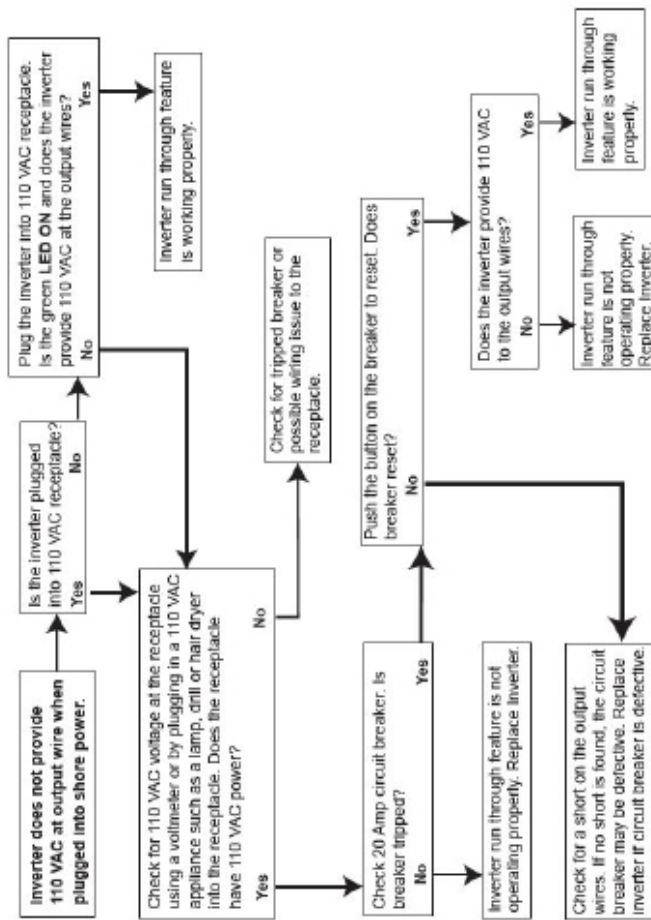 Inverter does not provide
110 VAC at output wire when
plugged into shore power.
Is the inverter plugged
into 110 VAC receptacle?
Yes No
Plug the inverter into 110 VAC receptacle.
Is the green LED ON and does the inverter
provide 110 VAC at the output wires?
No Yes
Inverter run through feature
is working properly.
Check for 110 VAC voltage at the receptacle
using a voltmeter or by plugging in a 110 VAC
appliance such as a lamp, drill or hair dryer
into the receptacle. Does the receptacle
have 110 VAC power?
Yes No
Check for tripped breaker or
possible wiring issue to the
receptacle.
Check 20 Amp circuit breaker. Is
breaker tripped?
No Yes
Inverter run through feature is not
operating properly. Replace Inverter.
Push the button on the breaker to reset. Does
breaker reset?
No Yes
Check for a short on the output
wires. If no short is found, the circuit
breaker may be defective. Replace
inverter if circuit breaker is defective.
Does the inverter provide 110 VAC
to the output wires?
No Yes
Inverter run through
feature is not
operating properly.
Replace Inverter.
Inverter run through
feature is working
properly.